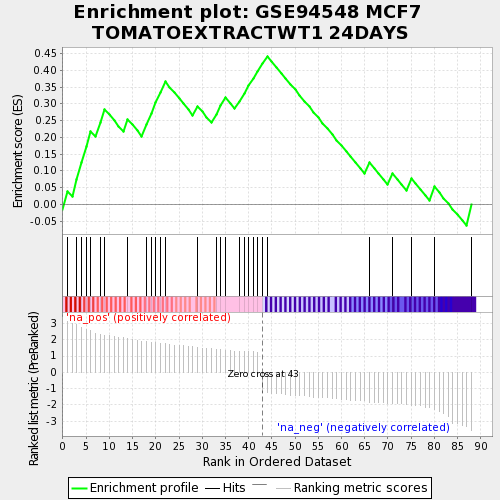 Enrichment plot: GSE94548 MCF7
TOMATOEXTRACTWT1 24DAYS
Enrichment score (ES)
0.45
0.40
0.35
0.30
0.25
0.20
0.15
0.10
0.05
0.00
-0.05
'na_pos' (positively correlated)
Ranked list metric (PreRanked)
3
2
1
0
-1
-2
-3
Zero cross at 43
'na_neg' (negatively correlated)
0 5 10 15 20 25 30 35 40 45 50 55 60 65 70 75 80 85 90
Rank in Ordered Dataset
Enrichment profile Hits Ranking metric scores